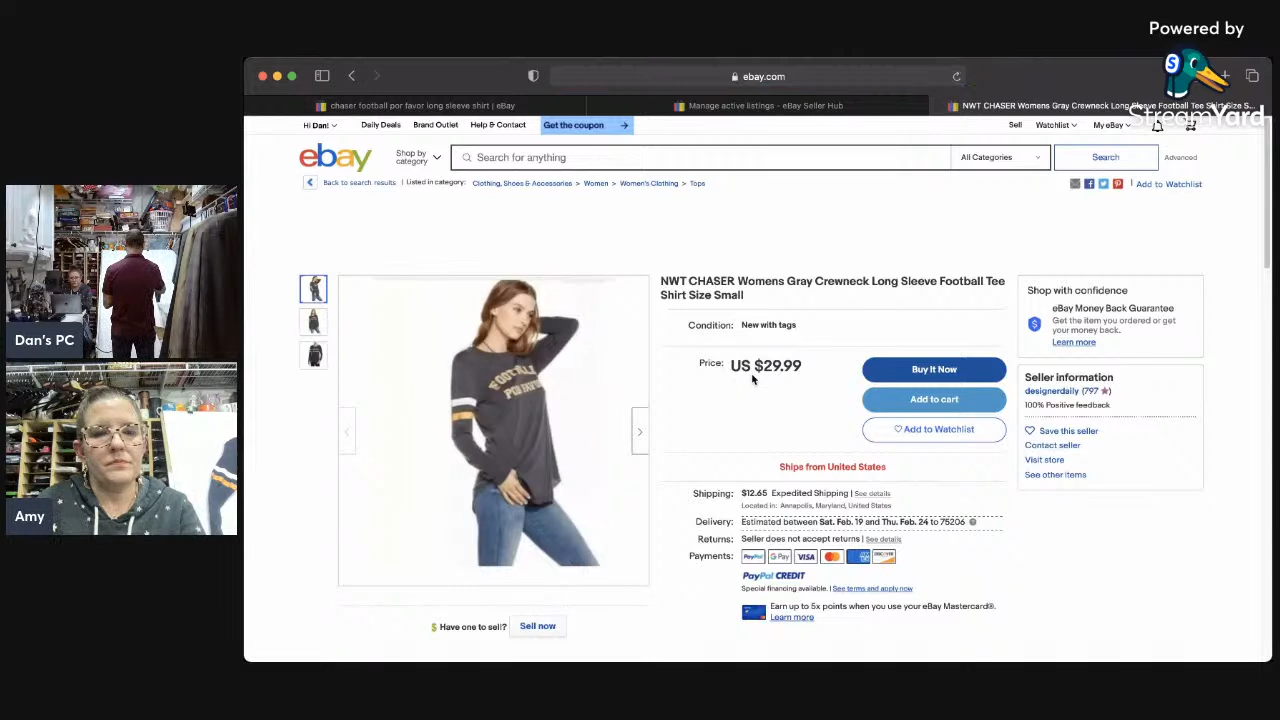 Powered by
StreamYard
ebay.com
chaser football por favor long sleeve shirt | eBay
Manage active listings - eBay Seller Hub
NWT CHASER Womens Gray Crewneck Long Sleeve Football Tee Shirt Size S...
Hi Dan!
Daily Deals
Brand Outlet
Help & Contact
Get the coupon
Sell
Watchlist
My eBay
ebay
Shop by
category
Search for anything
All Categories
Search
Advanced
Back to search results
Listed in category:
Clothing, Shoes & Accessories > Women > Women's Clothing > Tops
Add to Watchlist
NWT CHASER Womens Gray Crewneck Long Sleeve Football Tee
Shirt Size Small
Condition: New with tags
Price: US $29.99
Buy It Now
Add to cart
Add to Watchlist
Ships from United States
Shipping: $12.65 Expedited Shipping | See details
Located in: Annapolis, Maryland, United States
Delivery: Estimated between Sat. Feb. 19 and Thu. Feb. 24 to 75206
Returns: Seller does not accept returns | See details
Payments: PayPal G Pay VISA DISCOVER
PayPal CREDIT
Special financing available. | See terms and apply now
Earn up to 5x points when you use your eBay Mastercard®.
Learn more
Shop with confidence
eBay Money Back Guarantee
Get the item you ordered or get
your money back.
Learn more
Seller information
designerdaily (797 )
100% Positive feedback
Save this seller
Contact seller
Visit store
See other items
FOOTBALL
POR FAVOR
Have one to sell? Sell now
Dan's PC
Amy